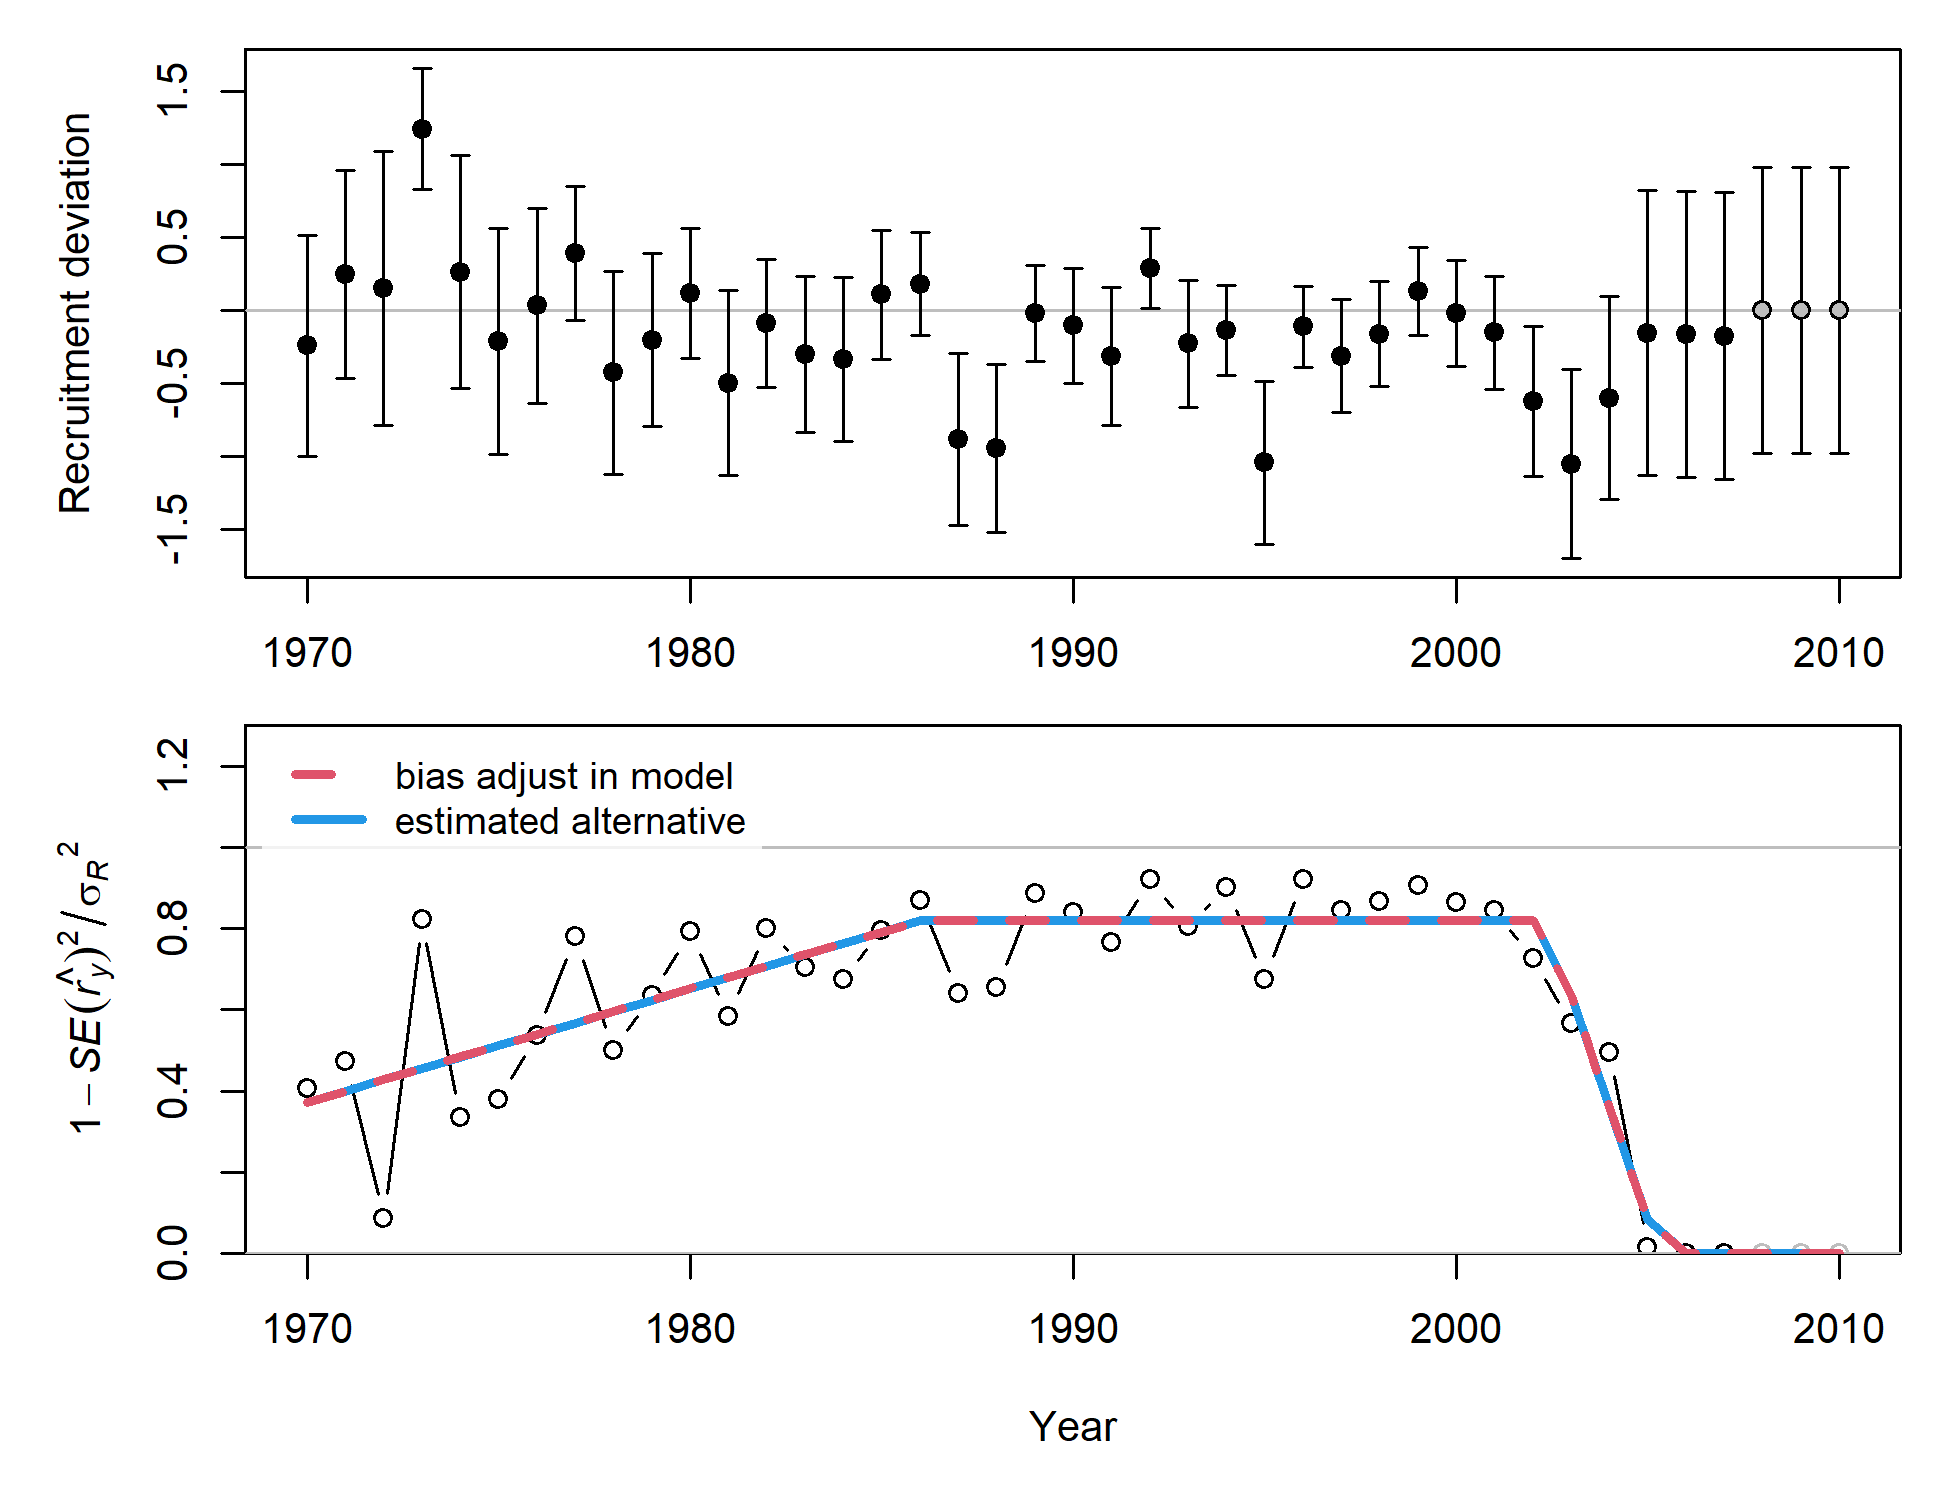 Recruitment deviation
1.5
0.5
-0.5
-1.5
1970 1980 1990 2000 2010
bias adjust in model
estimated alternative
1 − SE(r̂y)² / σR²
1.2
0.8
0.4
0.0
1970 1980 1990 2000 2010
Year